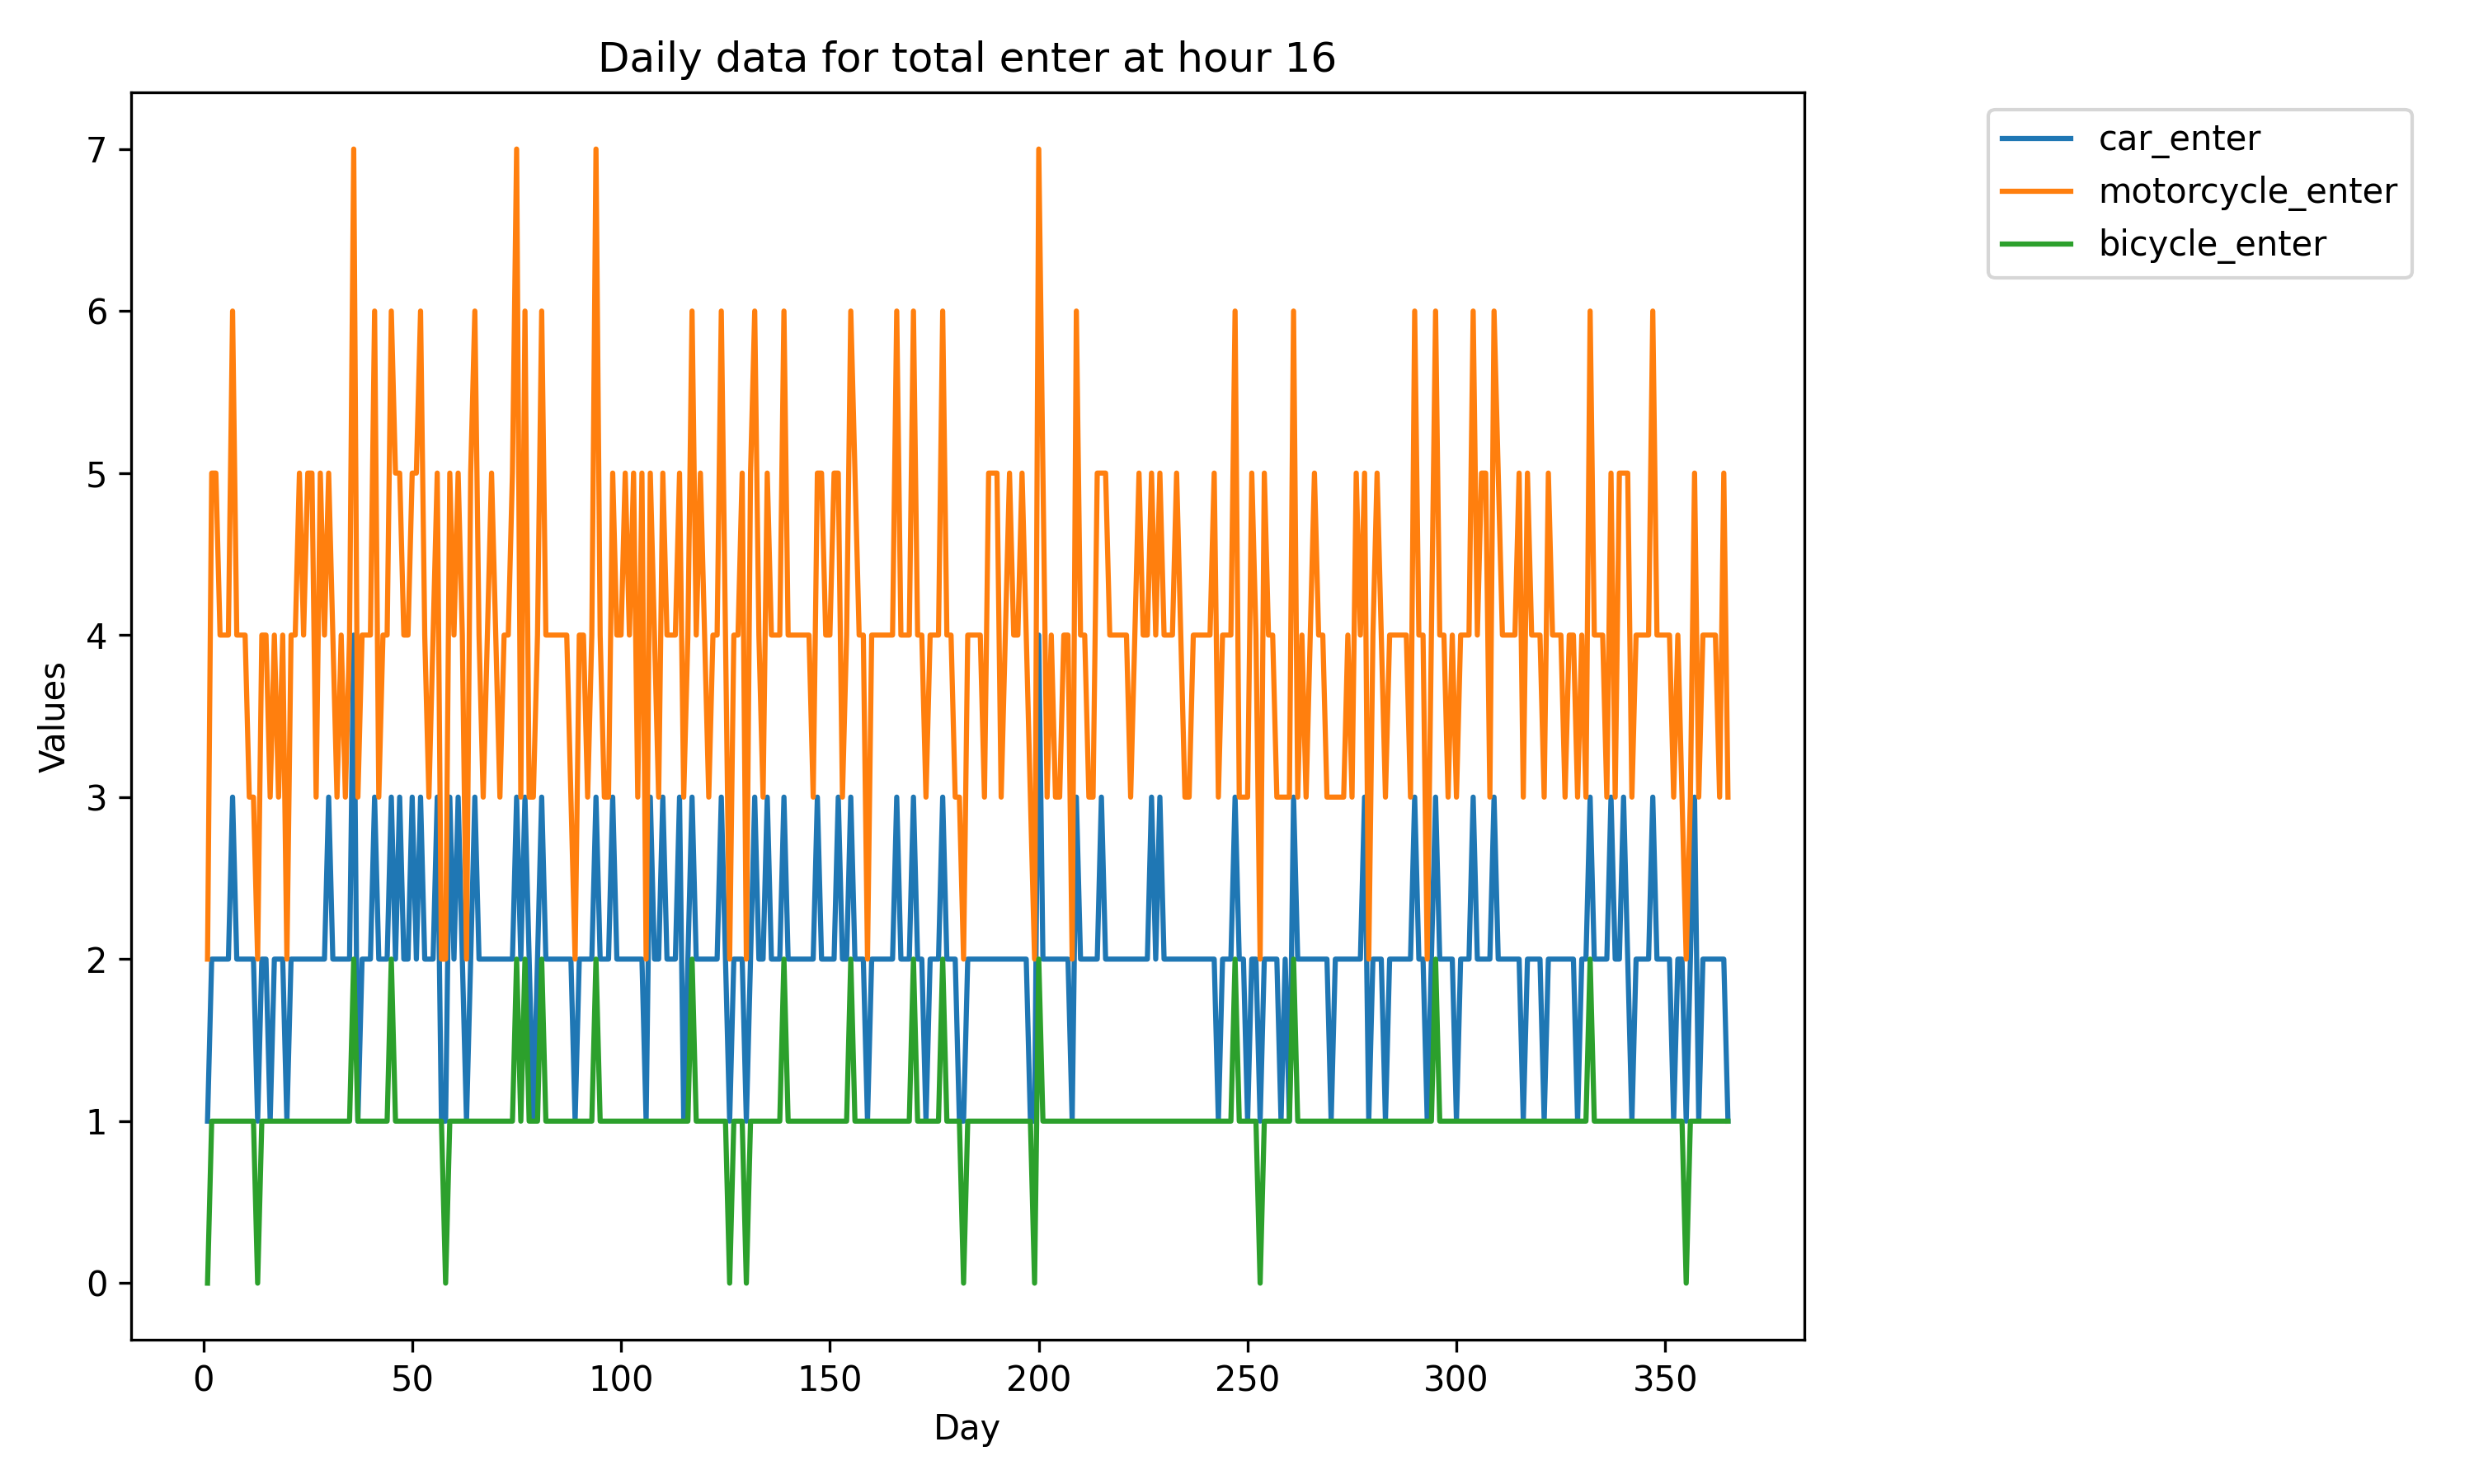 Daily data for total enter at hour 16
car_enter
motorcycle_enter
bicycle_enter
7
6
5
4
3
2
1
0
Values
0 50 100 150 200 250 300 350
Day